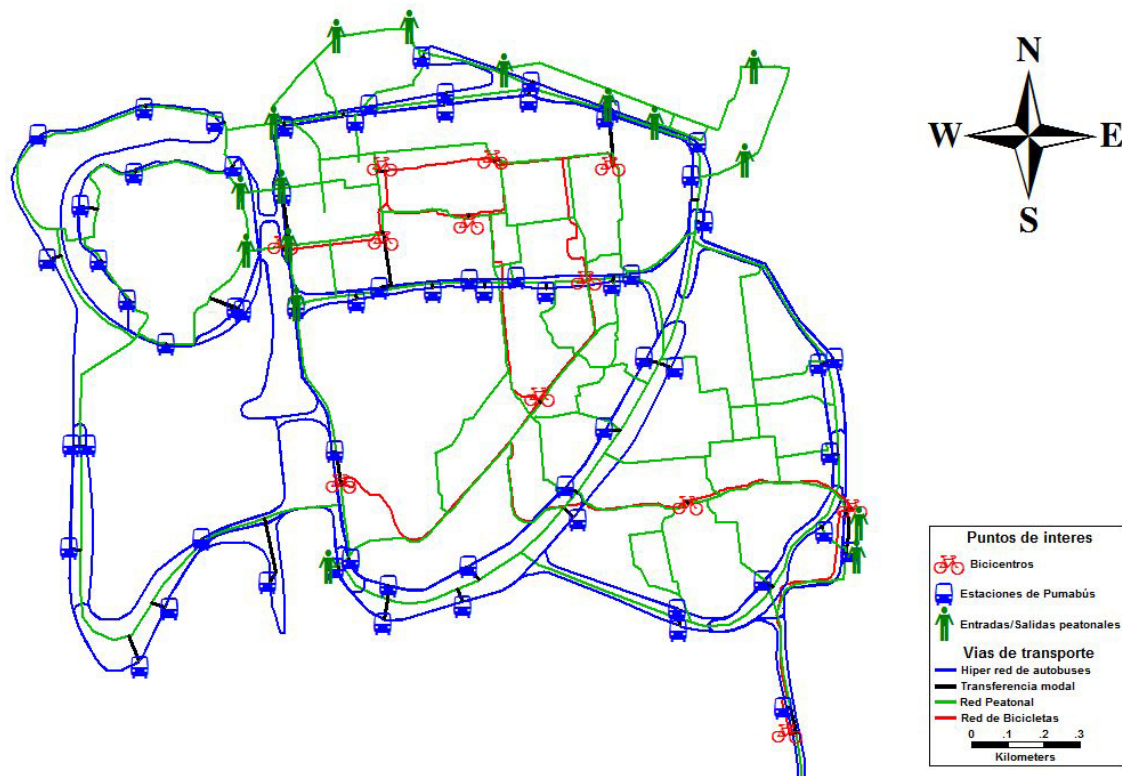 N
W
E
S
Puntos de interes
Bicicentros
Estaciones de Pumabús
Entradas/Salidas peatonales
Vias de transporte
Hiper red de autobuses
Transferencia modal
Red Peatonal
Red de Bicicletas
0 .1 .2 .3
Kilometers